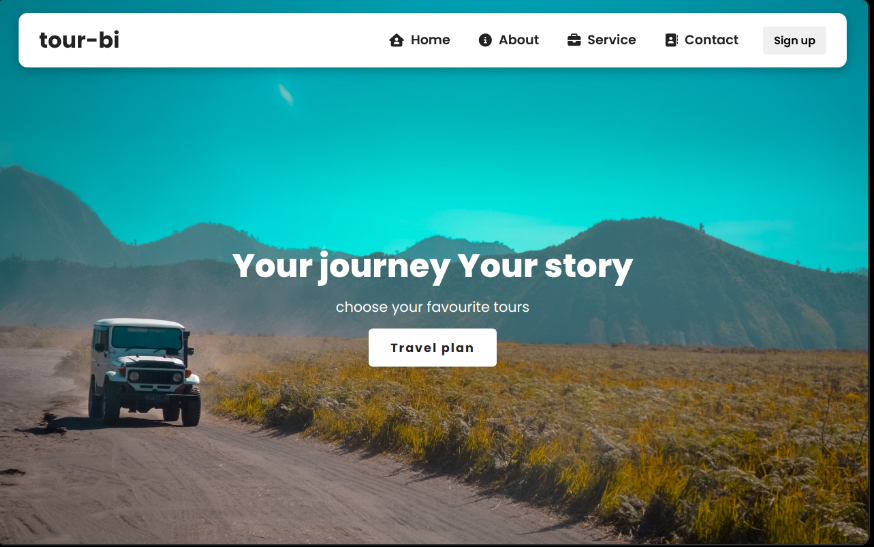 tour-bi
Home
About
Service
Contact
Sign up
Your journey Your story
choose your favourite tours
Travel plan